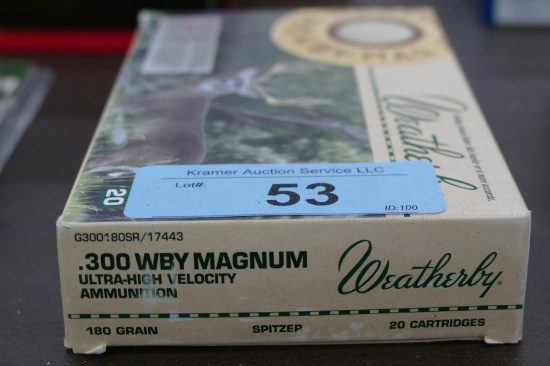 Weatherby
20
Kramer Auction Service LLC
Lot#:
53
ID:100
G300180SR/17443
.300 WBY MAGNUM
ULTRA-HIGH VELOCITY
AMMUNITION
Weatherby®
180 GRAIN SPITZER 20 CARTRIDGES